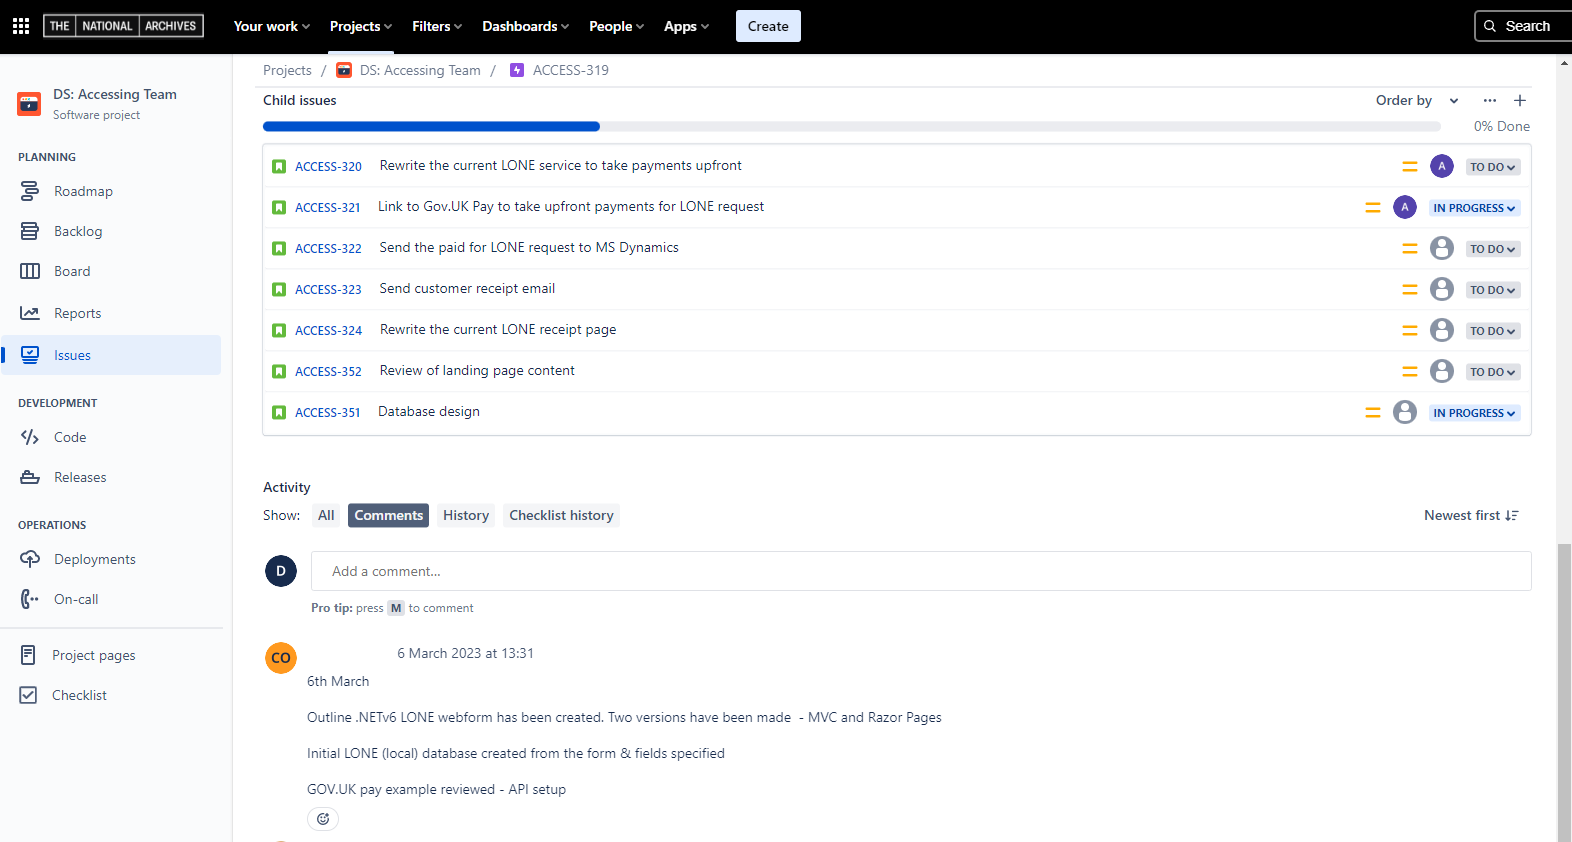 THE NATIONAL ARCHIVES Your work Projects Filters Dashboards People Apps Create Search
DS: Accessing Team
Software project
PLANNING
Roadmap
Backlog
Board
Reports
Issues
DEVELOPMENT
Code
Releases
OPERATIONS
Deployments
On-call
Project pages
Checklist
Projects / DS: Accessing Team / ACCESS-319
Child issues Order by
0% Done
ACCESS-320 Rewrite the current LONE service to take payments upfront A TO DO
ACCESS-321 Link to Gov.UK Pay to take upfront payments for LONE request A IN PROGRESS
ACCESS-322 Send the paid for LONE request to MS Dynamics TO DO
ACCESS-323 Send customer receipt email TO DO
ACCESS-324 Rewrite the current LONE receipt page TO DO
ACCESS-352 Review of landing page content TO DO
ACCESS-351 Database design IN PROGRESS
Activity
Show: All Comments History Checklist history Newest first
D Add a comment...
Pro tip: press M to comment
CO 6 March 2023 at 13:31
6th March
Outline .NETv6 LONE webform has been created. Two versions have been made - MVC and Razor Pages
Initial LONE (local) database created from the form & fields specified
GOV.UK pay example reviewed - API setup